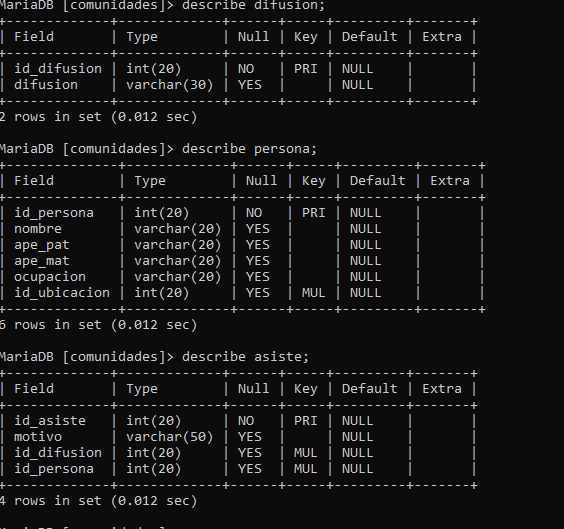 MariaDB [comunidades]> describe difusion;
+-------------+-------------+------+-----+---------+-------+
| Field       | Type        | Null | Key | Default | Extra |
+-------------+-------------+------+-----+---------+-------+
| id_difusion | int(20)     | NO   | PRI | NULL    |       |
| difusion    | varchar(30) | YES  |     | NULL    |       |
+-------------+-------------+------+-----+---------+-------+
2 rows in set (0.012 sec)
MariaDB [comunidades]> describe persona;
+--------------+-------------+------+-----+---------+-------+
| Field        | Type        | Null | Key | Default | Extra |
+--------------+-------------+------+-----+---------+-------+
| id_persona   | int(20)     | NO   | PRI | NULL    |       |
| nombre       | varchar(20) | YES  |     | NULL    |       |
| ape_pat      | varchar(20) | YES  |     | NULL    |       |
| ape_mat      | varchar(20) | YES  |     | NULL    |       |
| ocupacion    | varchar(20) | YES  |     | NULL    |       |
| id_ubicacion | int(20)     | YES  | MUL | NULL    |       |
+--------------+-------------+------+-----+---------+-------+
6 rows in set (0.012 sec)
MariaDB [comunidades]> describe asiste;
+-------------+-------------+------+-----+---------+-------+
| Field       | Type        | Null | Key | Default | Extra |
+-------------+-------------+------+-----+---------+-------+
| id_asiste   | int(20)     | NO   | PRI | NULL    |       |
| motivo      | varchar(50) | YES  |     | NULL    |       |
| id_difusion | int(20)     | YES  | MUL | NULL    |       |
| id_persona  | int(20)     | YES  | MUL | NULL    |       |
+-------------+-------------+------+-----+---------+-------+
4 rows in set (0.012 sec)